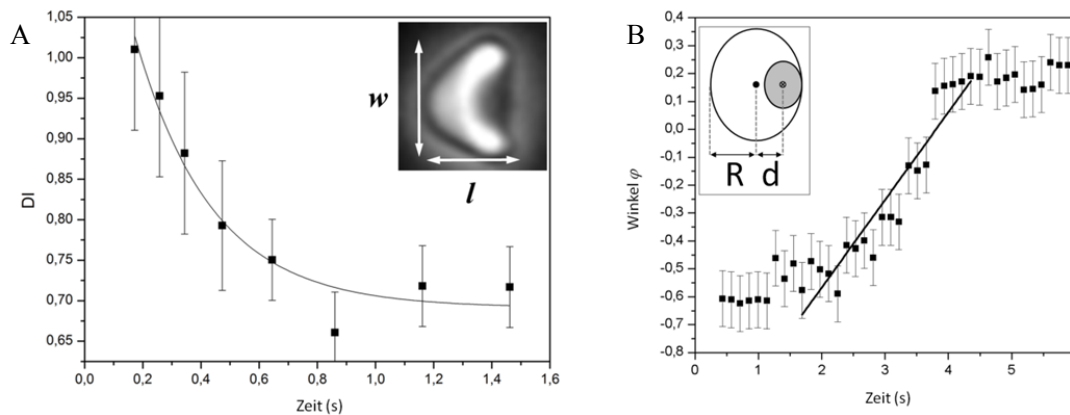 A
1,05
1,00
0,95
0,90
0,85
0,80
0,75
0,70
0,65
DI
0,0 0,2 0,4 0,6 0,8 1,0 1,2 1,4 1,6
Zeit (s)
w
l
B
0,4
0,3
0,2
0,1
0,0
-0,1
-0,2
-0,3
-0,4
-0,5
-0,6
-0,7
-0,8
Winkel φ
0 1 2 3 4 5
Zeit (s)
R d